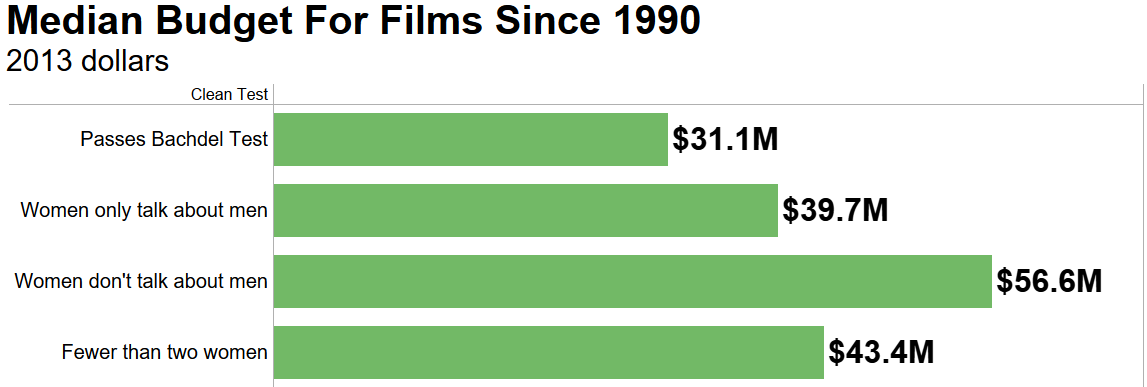 Median Budget For Films Since 1990
2013 dollars
Clean Test
Passes Bachdel Test $31.1M
Women only talk about men $39.7M
Women don't talk about men $56.6M
Fewer than two women $43.4M